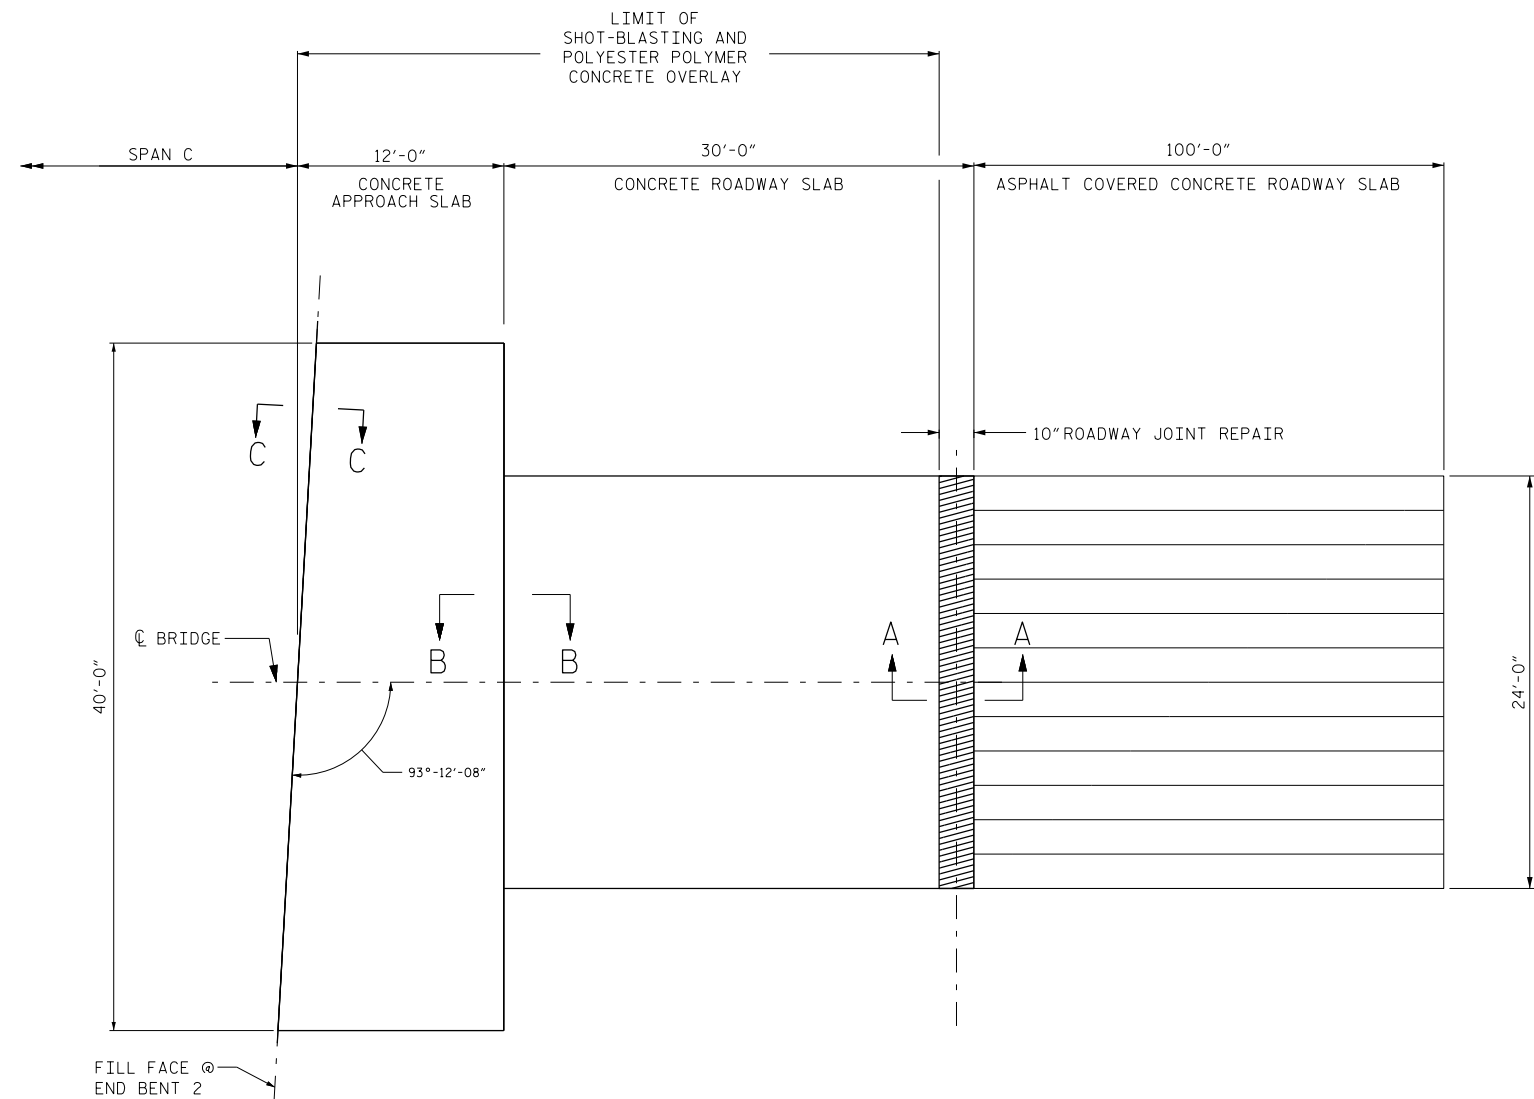 LIMIT OF
SHOT-BLASTING AND
POLYESTER POLYMER
CONCRETE OVERLAY
SPAN C
12'-0"
30'-0"
100'-0"
CONCRETE
APPROACH SLAB
CONCRETE ROADWAY SLAB
ASPHALT COVERED CONCRETE ROADWAY SLAB
C
C
10" ROADWAY JOINT REPAIR
℄ BRIDGE
B
B
A
A
40'-0"
24'-0"
93°-12'-08"
FILL FACE @
END BENT 2